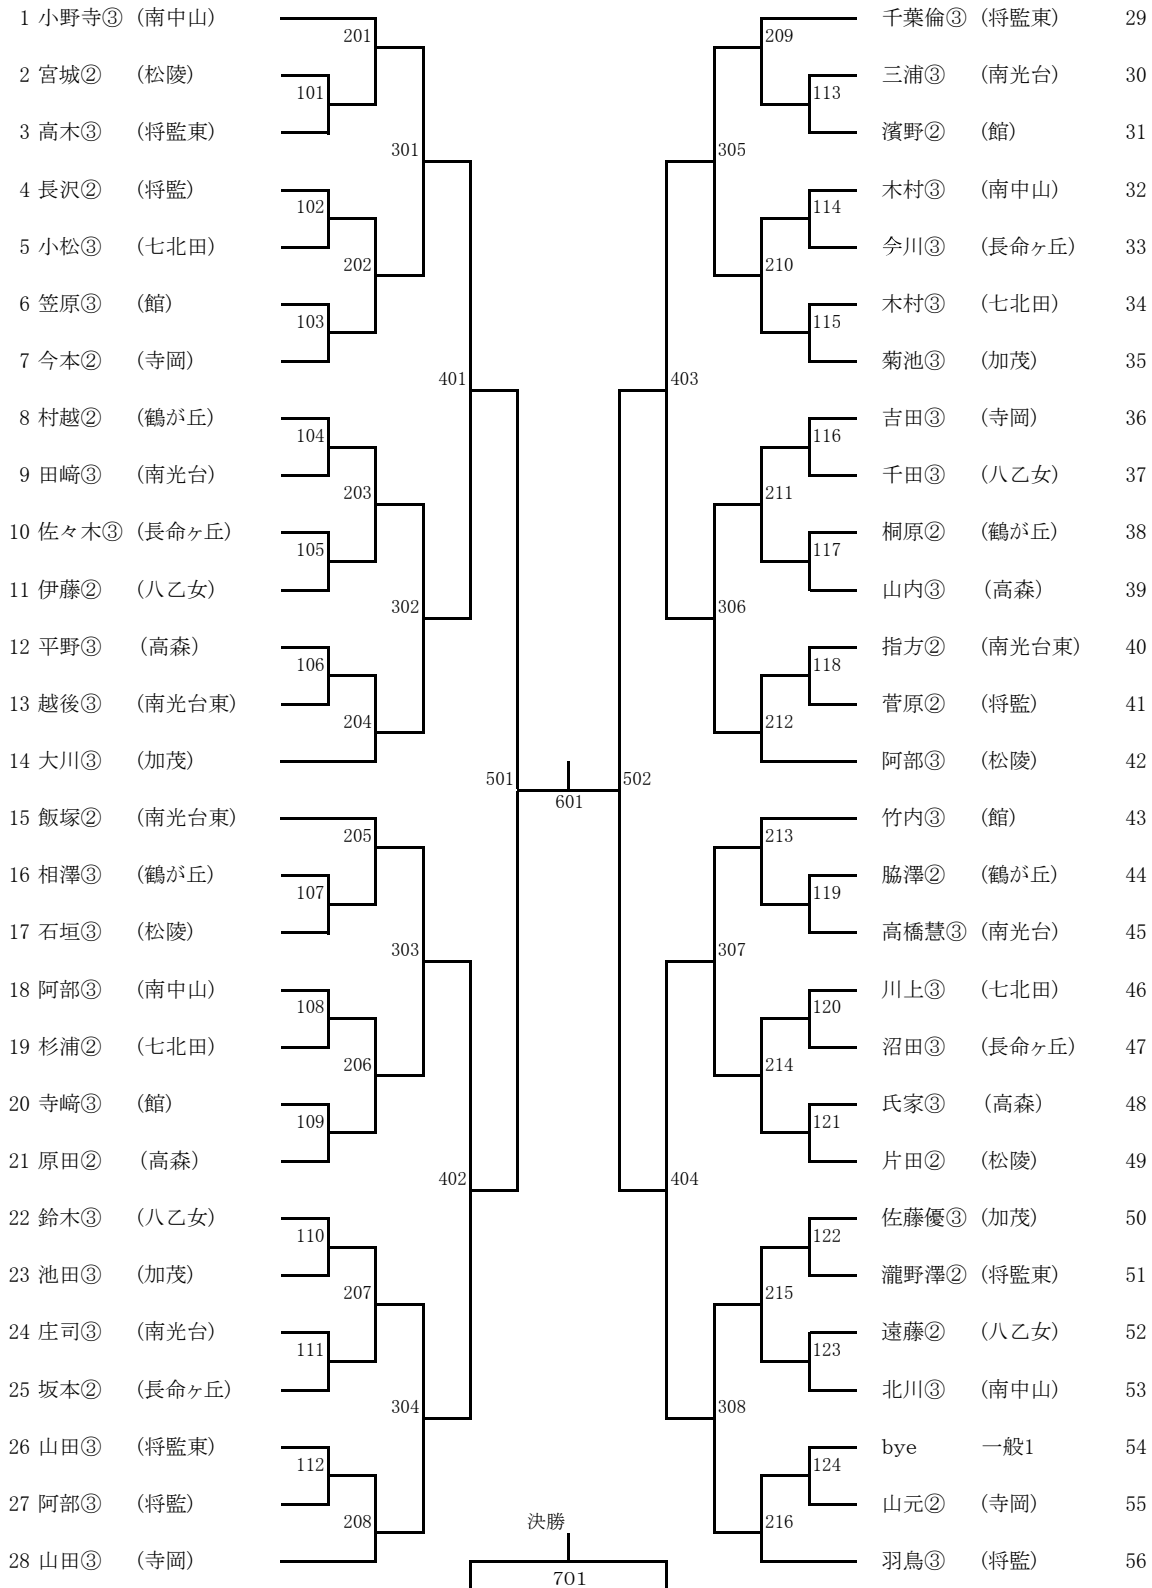 1 小野寺③ (南中山)
201
2 宮城② (松陵)
101
3 高木③ (将監東)
301
4 長沢② (将監)
102
5 小松③ (七北田)
202
6 笠原③ (館)
103
7 今本② (寺岡)
401
8 村越② (鶴が丘)
104
9 田﨑③ (南光台)
203
10 佐々木③ (長命ヶ丘)
105
11 伊藤② (八乙女)
302
12 平野③ (高森)
106
13 越後③ (南光台東)
204
14 大川③ (加茂)
501
601
502
15 飯塚② (南光台東)
205
16 相澤③ (鶴が丘)
107
17 石垣③ (松陵)
303
18 阿部③ (南中山)
108
19 杉浦② (七北田)
206
20 寺﨑③ (館)
109
21 原田② (高森)
402
22 鈴木③ (八乙女)
110
23 池田③ (加茂)
207
24 庄司③ (南光台)
111
25 坂本② (長命ヶ丘)
304
26 山田③ (将監東)
112
27 阿部③ (将監)
208
28 山田③ (寺岡)
千葉倫③ (将監東) 29
209
三浦③ (南光台) 30
113
濱野② (館) 31
305
木村③ (南中山) 32
114
今川③ (長命ヶ丘) 33
210
木村③ (七北田) 34
115
菊池③ (加茂) 35
403
吉田③ (寺岡) 36
116
千田③ (八乙女) 37
211
桐原② (鶴が丘) 38
117
山内③ (高森) 39
306
指方② (南光台東) 40
118
菅原② (将監) 41
212
阿部③ (松陵) 42
竹内③ (館) 43
213
脇澤② (鶴が丘) 44
119
高橋慧③ (南光台) 45
307
川上③ (七北田) 46
120
沼田③ (長命ヶ丘) 47
214
氏家③ (高森) 48
121
片田② (松陵) 49
404
佐藤優③ (加茂) 50
122
瀧野澤② (将監東) 51
215
遠藤② (八乙女) 52
123
北川③ (南中山) 53
308
bye 一般1 54
124
山元② (寺岡) 55
216
羽鳥③ (将監) 56
決勝
701